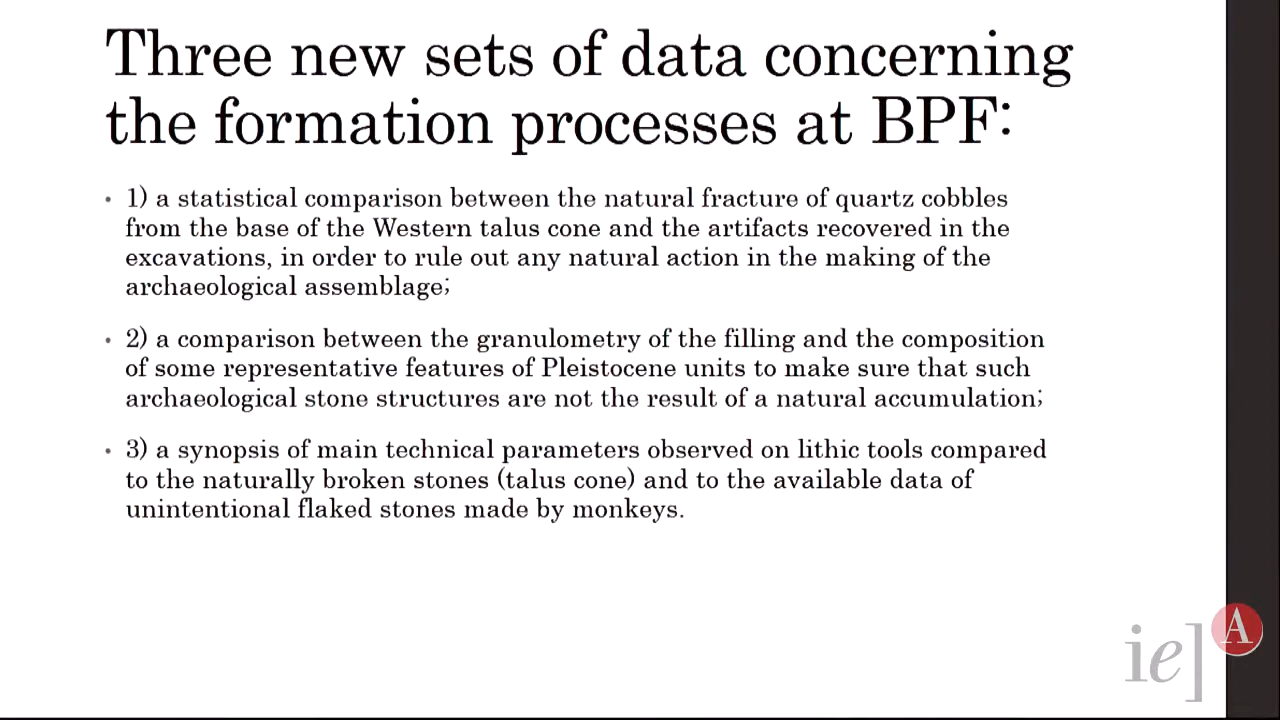 Three new sets of data concerning
the formation processes at BPF:
• 1) a statistical comparison between the natural fracture of quartz cobbles
from the base of the Western talus cone and the artifacts recovered in the
excavations, in order to rule out any natural action in the making of the
archaeological assemblage;
• 2) a comparison between the granulometry of the filling and the composition
of some representative features of Pleistocene units to make sure that such
archaeological stone structures are not the result of a natural accumulation;
• 3) a synopsis of main technical parameters observed on lithic tools compared
to the naturally broken stones (talus cone) and to the available data of
unintentional flaked stones made by monkeys.
ie]A